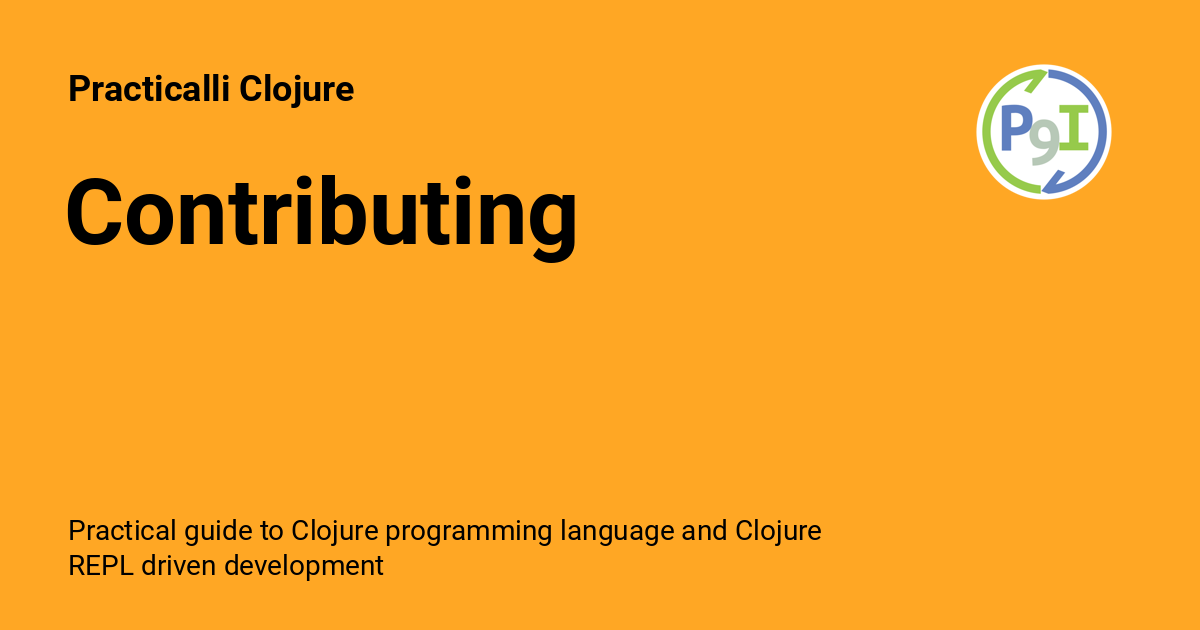 Practicalli Clojure
Contributing
P9I
Practical guide to Clojure programming language and Clojure
REPL driven development